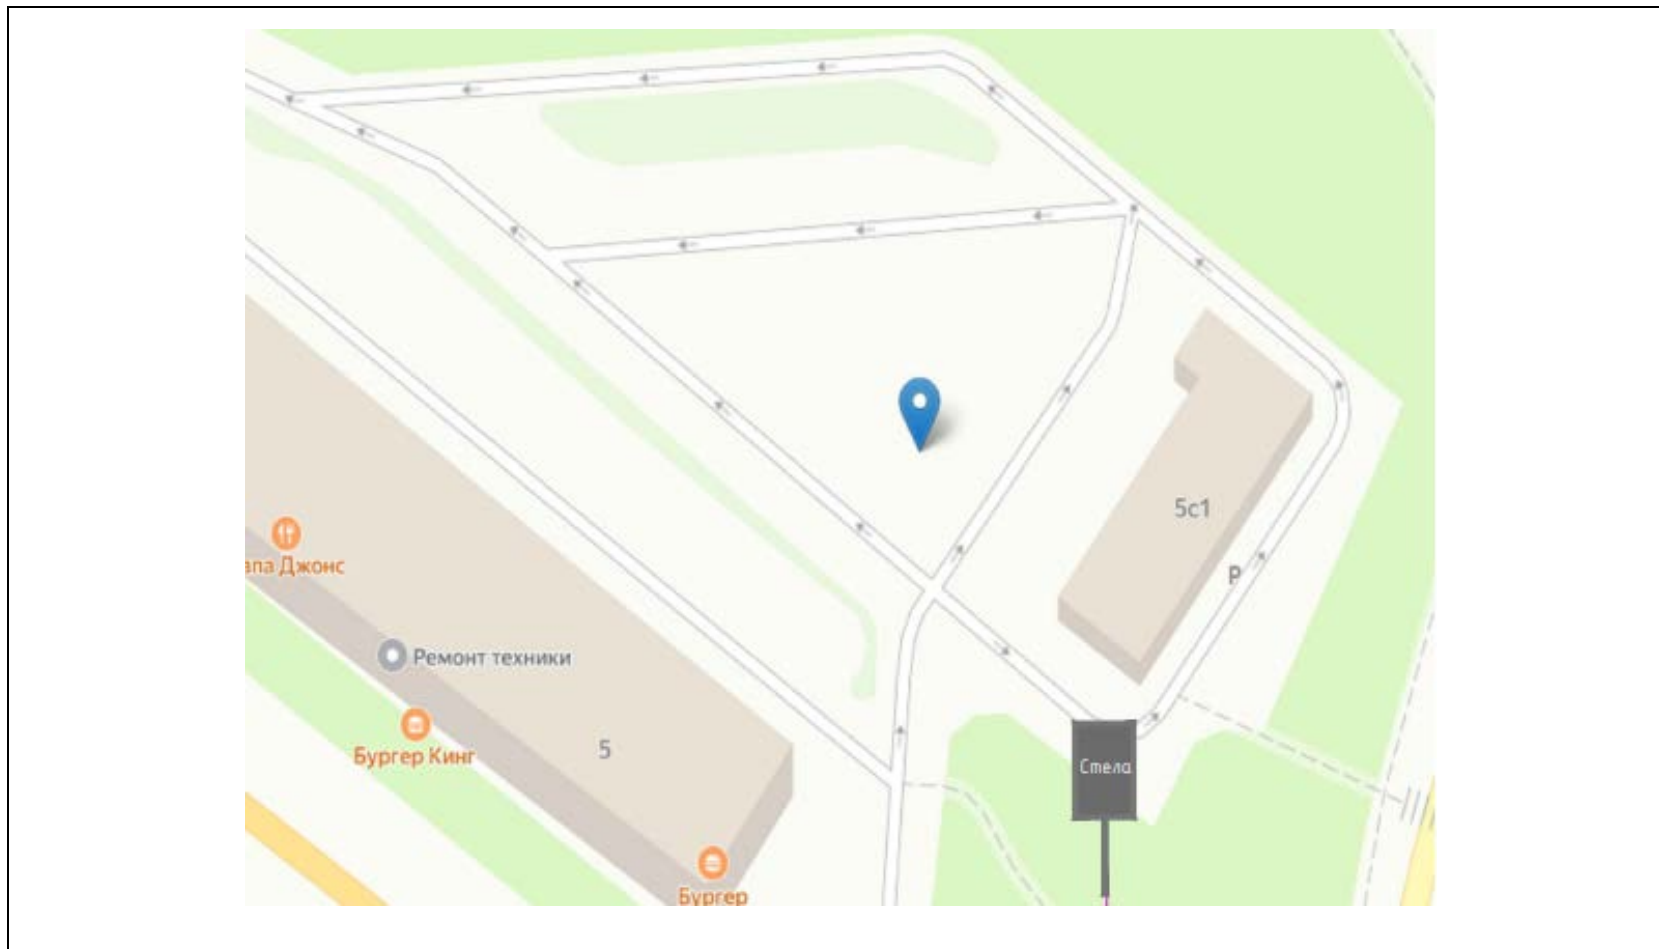 5с1
апа Джонс
P
Ремонт техники
5
Бургер Кинг
Стела
Бургер